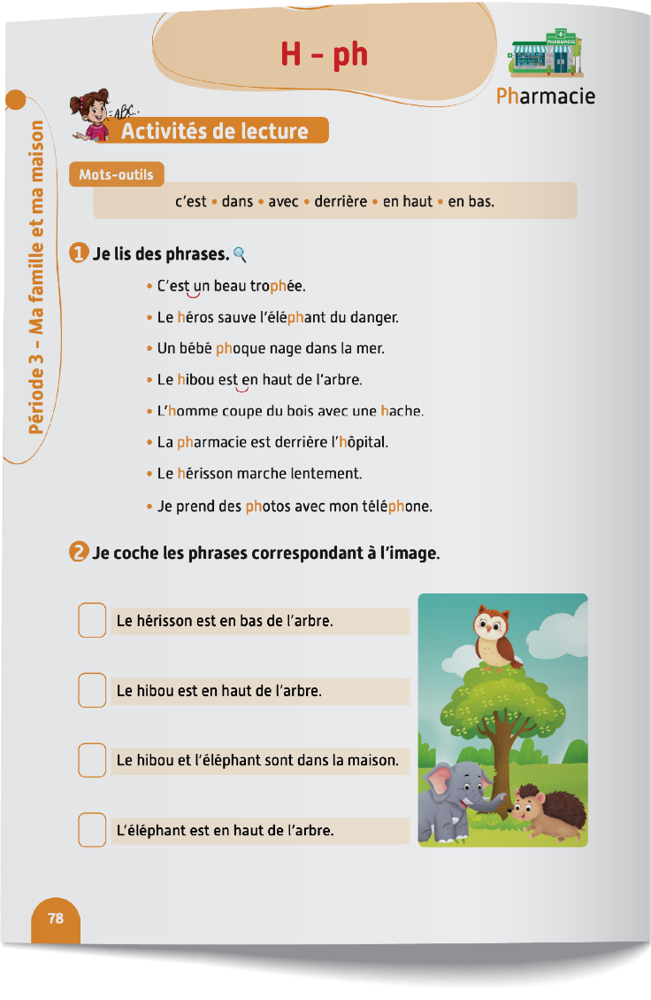 H - ph
PHARMACIE
Pharmacie
ABC..
Activités de lecture
Mots-outils
c'est • dans • avec • derrière • en haut • en bas.
Période 3 - Ma famille et ma maison
1 Je lis des phrases.
• C'est un beau trophée.
• Le héros sauve l'éléphant du danger.
• Un bébé phoque nage dans la mer.
• Le hibou est en haut de l'arbre.
• L'homme coupe du bois avec une hache.
• La pharmacie est derrière l'hôpital.
• Le hérisson marche lentement.
• Je prend des photos avec mon téléphone.
2 Je coche les phrases correspondant à l'image.
Le hérisson est en bas de l'arbre.
Le hibou est en haut de l'arbre.
Le hibou et l'éléphant sont dans la maison.
L'éléphant est en haut de l'arbre.
78